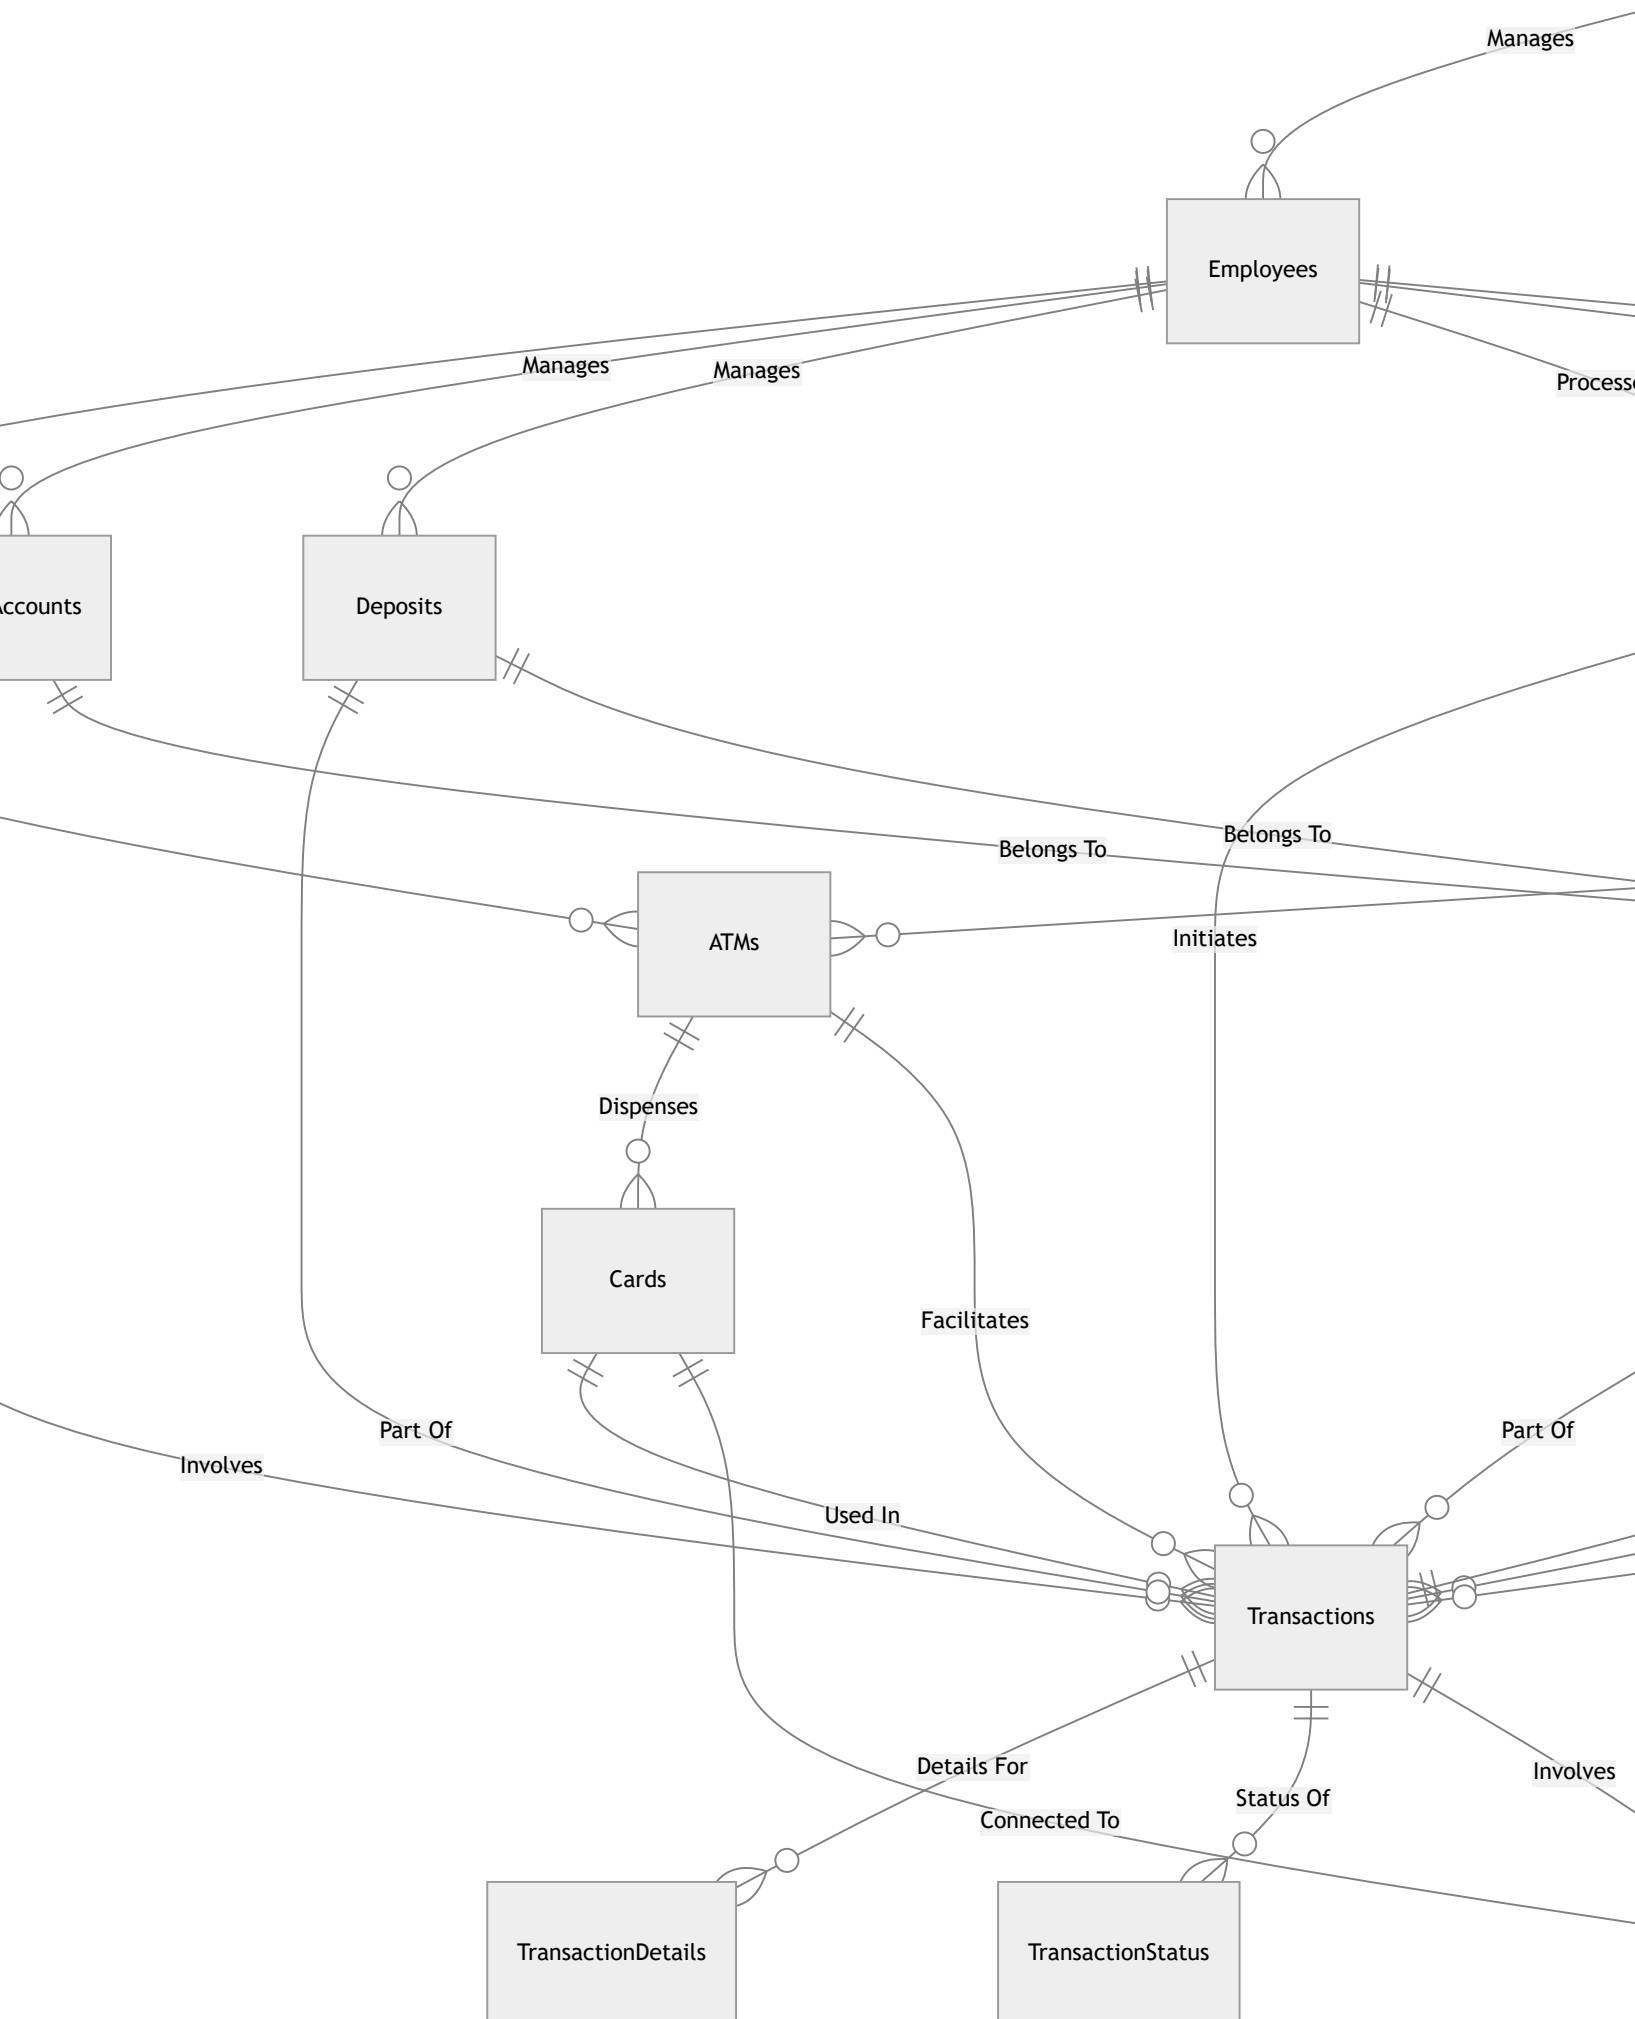 Manages
Employees
Manages
Manages
Process
Accounts
Deposits
Belongs To
Belongs To
ATMs
Initiates
Dispenses
Cards
Facilitates
Part Of
Part Of
Involves
Used In
Transactions
Details For
Involves
Status Of
Connected To
TransactionDetails
TransactionStatus